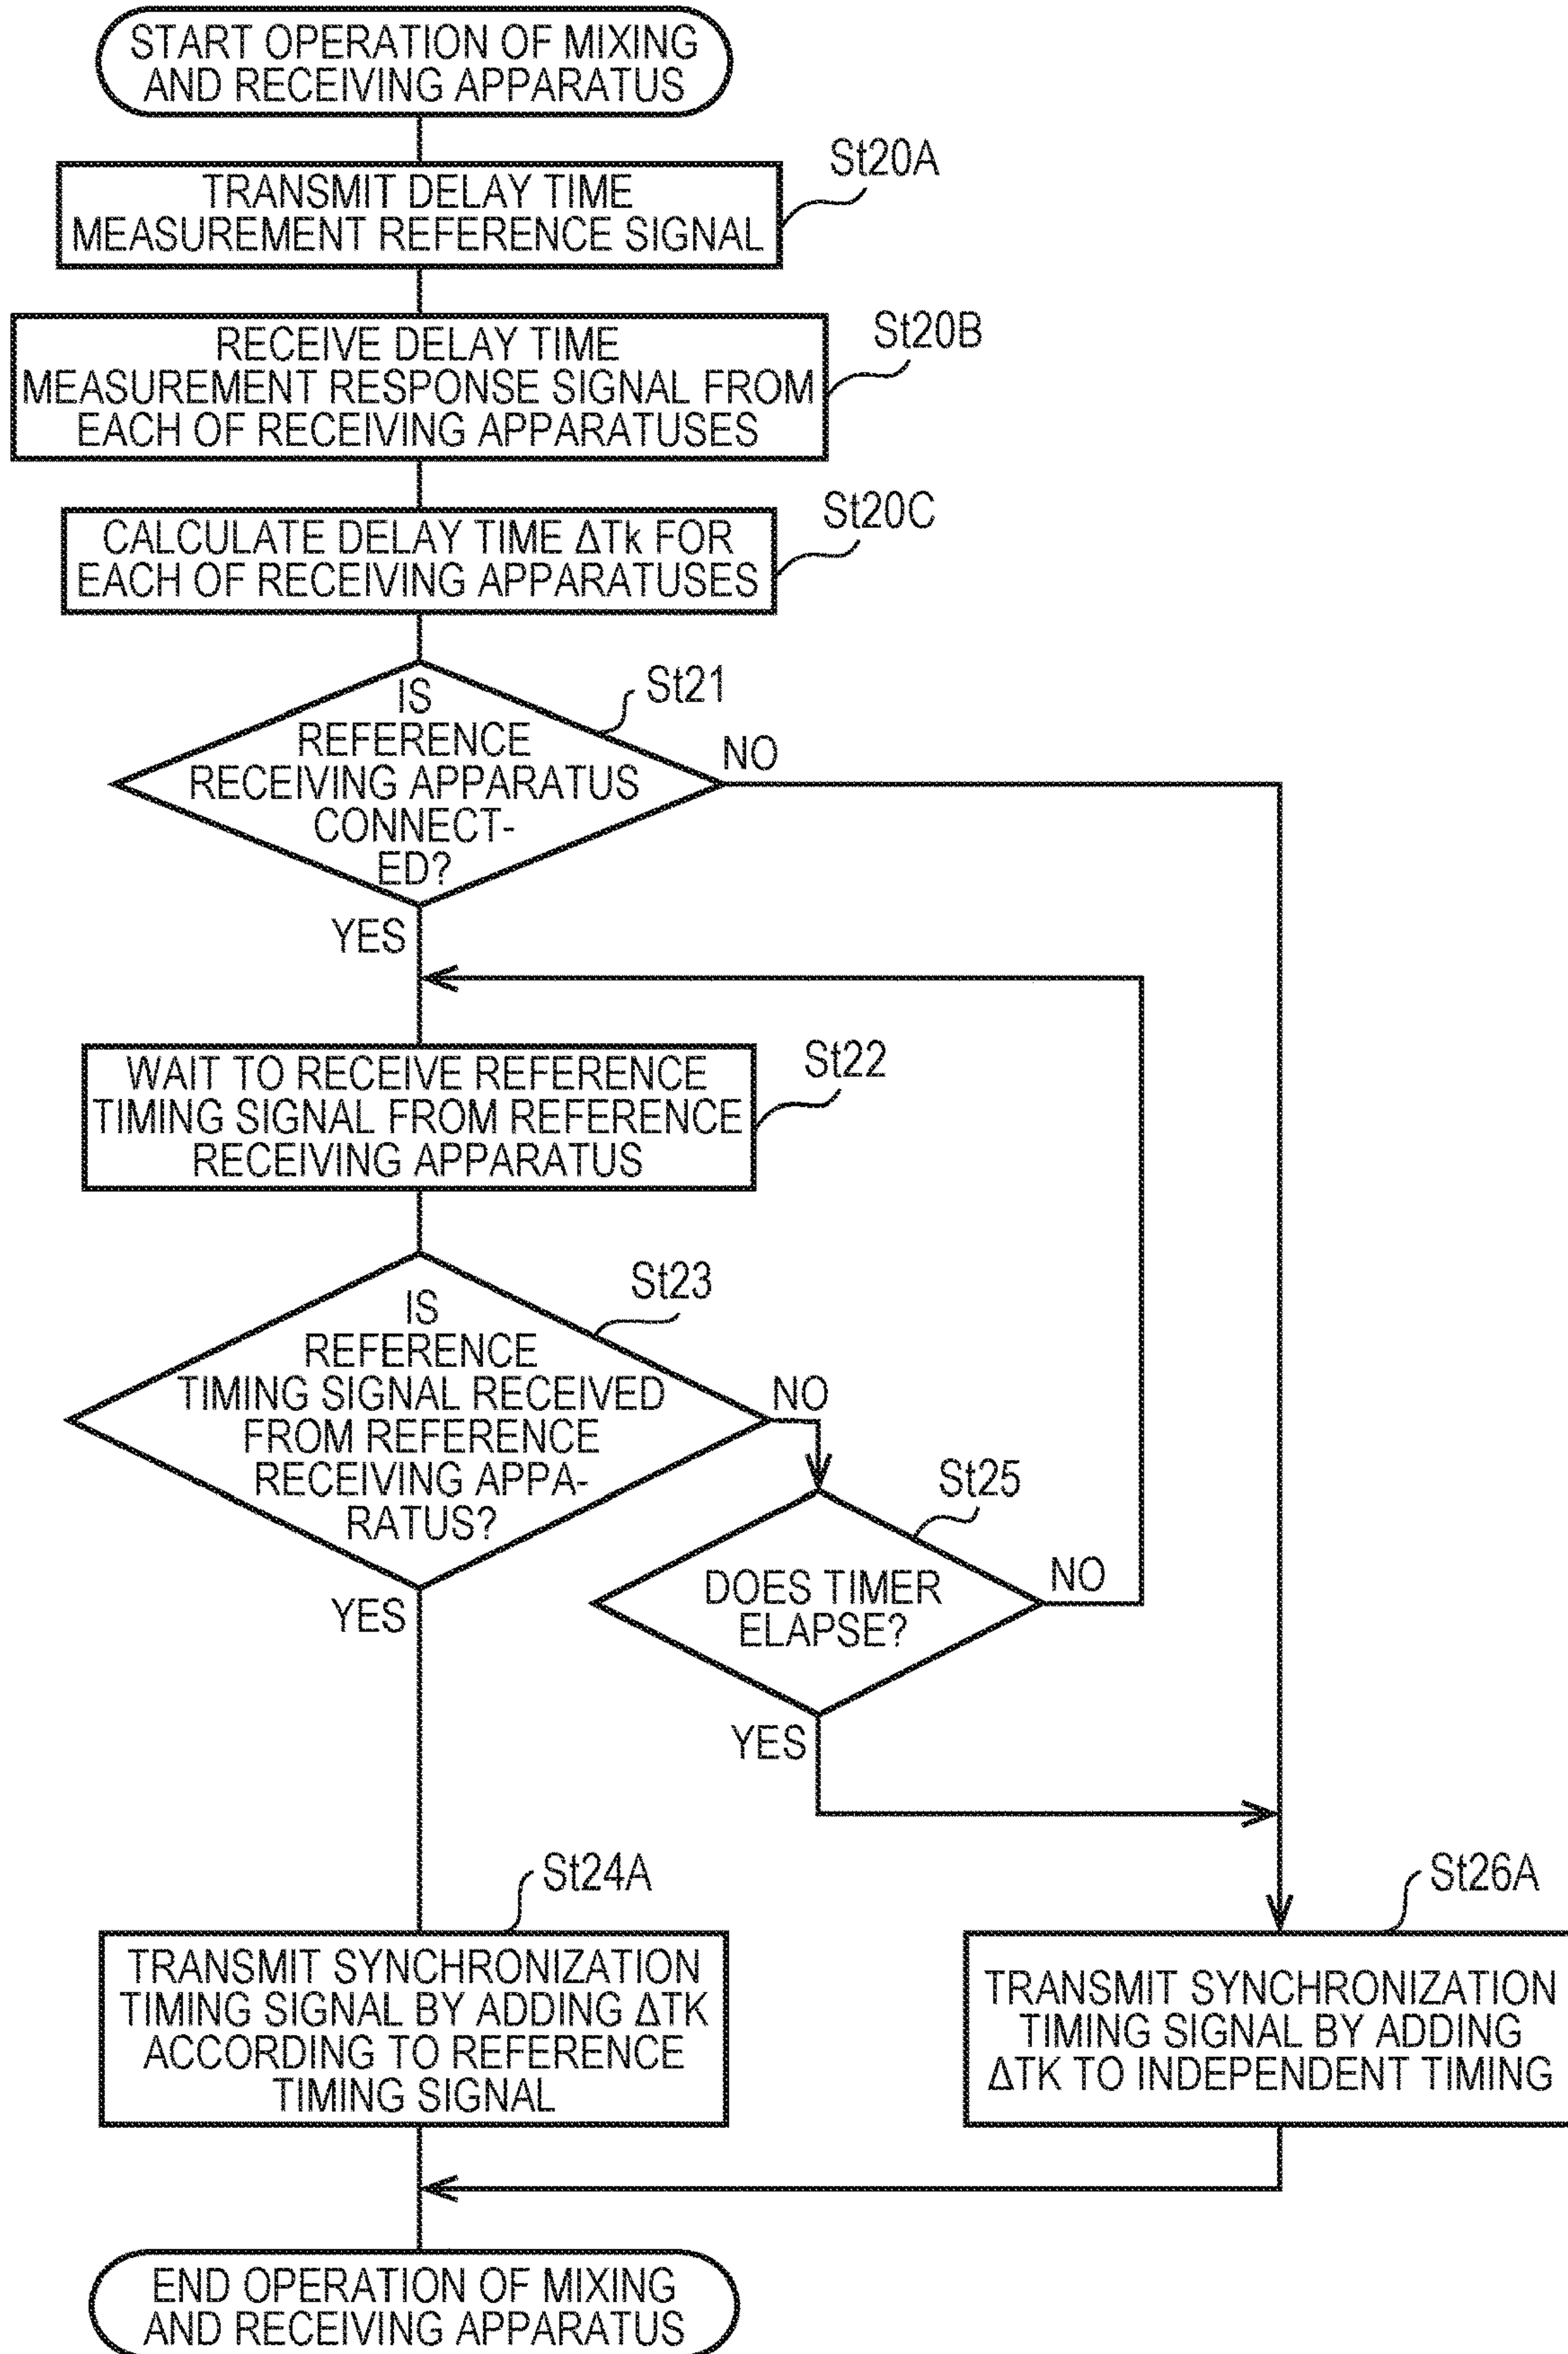 START OPERATION OF MIXING
AND RECEIVING APPARATUS
St20A
TRANSMIT DELAY TIME
MEASUREMENT REFERENCE SIGNAL
St20B
RECEIVE DELAY TIME
MEASUREMENT RESPONSE SIGNAL FROM
EACH OF RECEIVING APPARATUSES
St20C
CALCULATE DELAY TIME ΔTk FOR
EACH OF RECEIVING APPARATUSES
St21
IS
REFERENCE
RECEIVING APPARATUS
CONNECT-
ED?
NO
YES
St22
WAIT TO RECEIVE REFERENCE
TIMING SIGNAL FROM REFERENCE
RECEIVING APPARATUS
St23
IS
REFERENCE
TIMING SIGNAL RECEIVED
FROM REFERENCE
RECEIVING APPA-
RATUS?
NO
YES
St25
DOES TIMER
ELAPSE?
NO
YES
St24A
TRANSMIT SYNCHRONIZATION
TIMING SIGNAL BY ADDING ΔTK
ACCORDING TO REFERENCE
TIMING SIGNAL
St26A
TRANSMIT SYNCHRONIZATION
TIMING SIGNAL BY ADDING
ΔTK TO INDEPENDENT TIMING
END OPERATION OF MIXING
AND RECEIVING APPARATUS